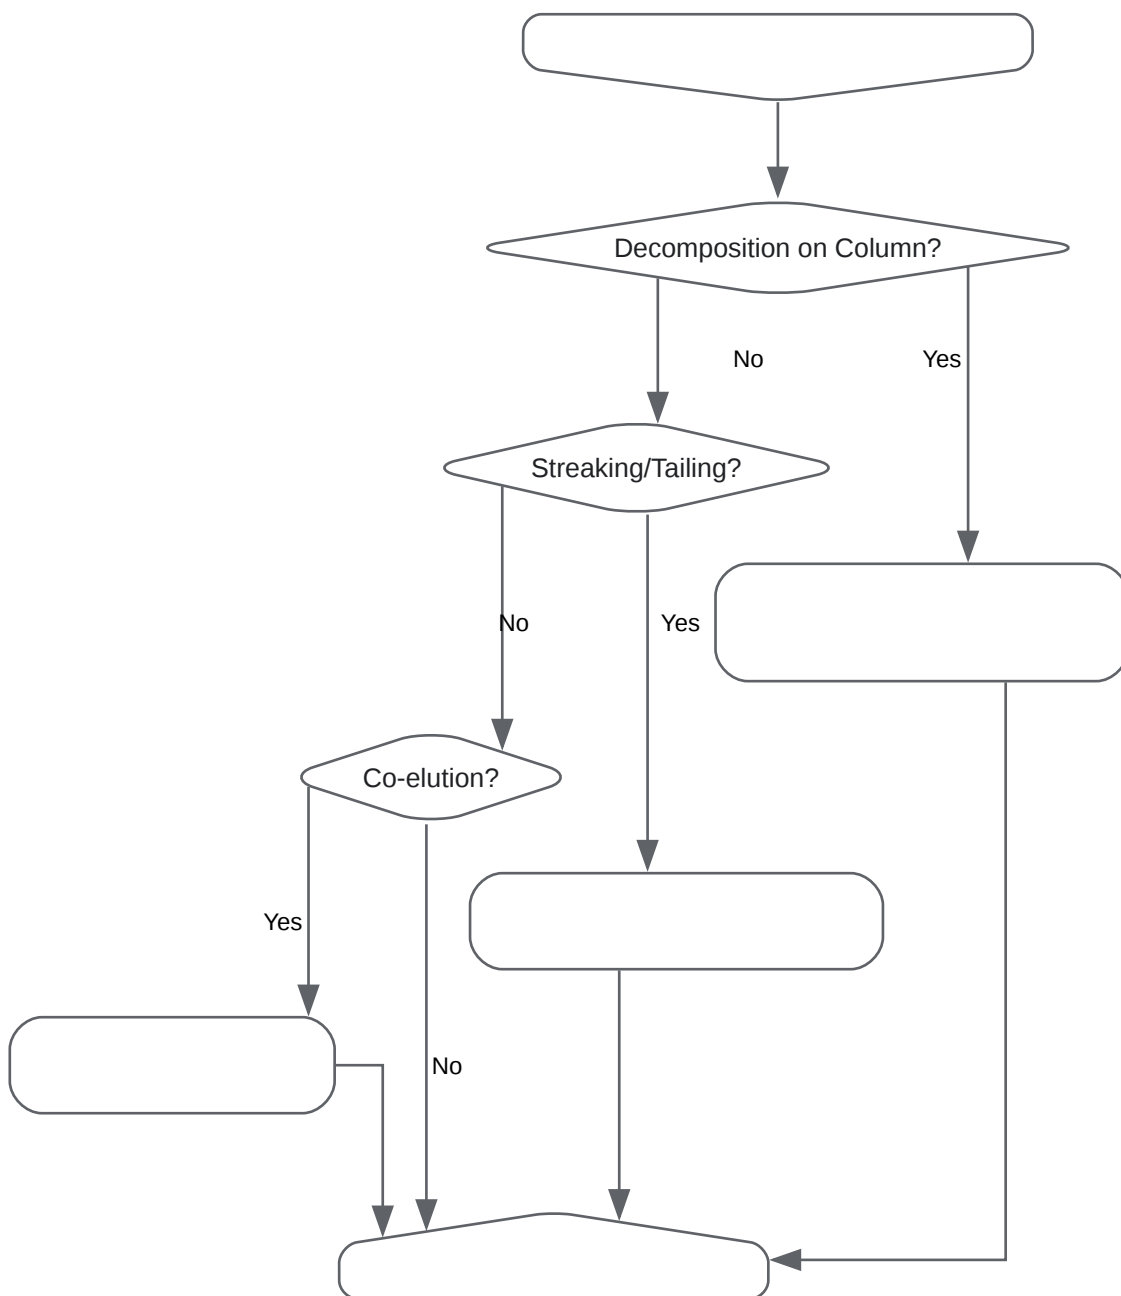 Decomposition on Column?
No
Yes
Streaking/Tailing?
No
Yes
Co-elution?
Yes
No